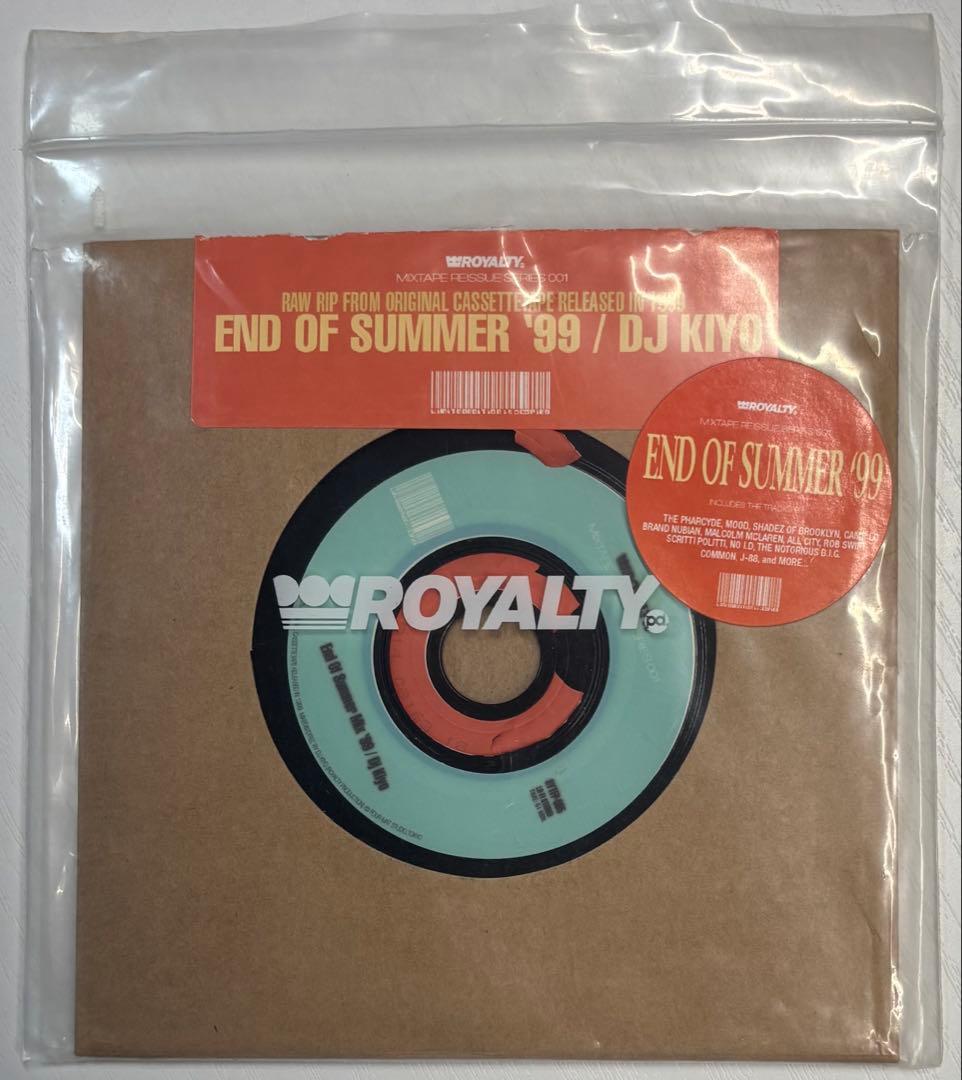 ROYALTY
MIXTAPE REISSUE SERIES 001
RAW RIP FROM ORIGINAL CASSETTE TAPE RELEASED IN 1999
END OF SUMMER '99 / DJ KIYO
ROYALTY
MIXTAPE REISSUE SERIES 001
END OF SUMMER '99
INCLUDES THE
THE PHARCYDE, MOOD, SHADEZ OF BROOKLYN,
BRAND NUBIAN, MALCOLM MCLAREN, ALL CITY, ROB SWIFT
SCRITTI POLITTI, NO I.D, THE NOTORIOUS B.I.G.
COMMON, J-88, and MORE...
ROYALTY
End Of Summer Mix '99 / Dj Kiyo